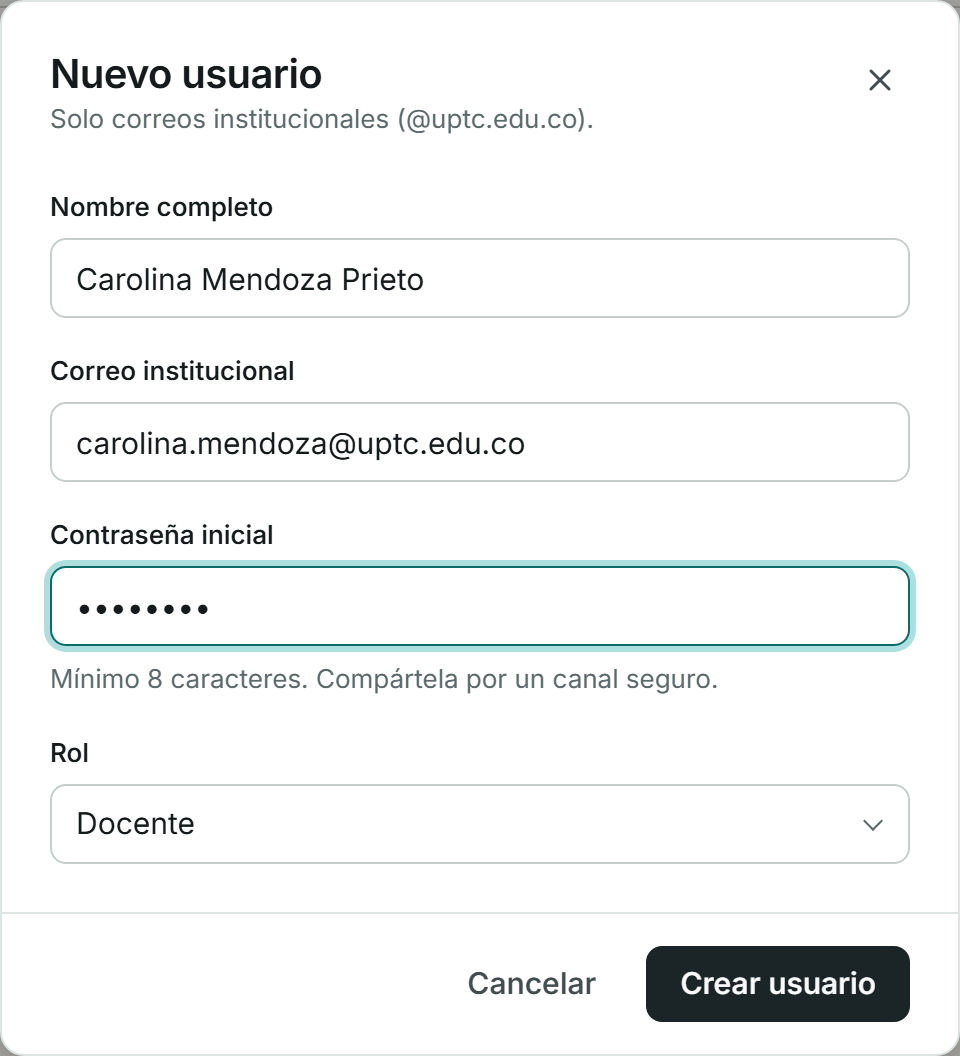 Nuevo usuario
Solo correos institucionales (@uptc.edu.co).
Nombre completo
Carolina Mendoza Prieto
Correo institucional
carolina.mendoza@uptc.edu.co
Contraseña inicial
••••••••
Mínimo 8 caracteres. Compártela por un canal seguro.
Rol
Docente
Cancelar
Crear usuario